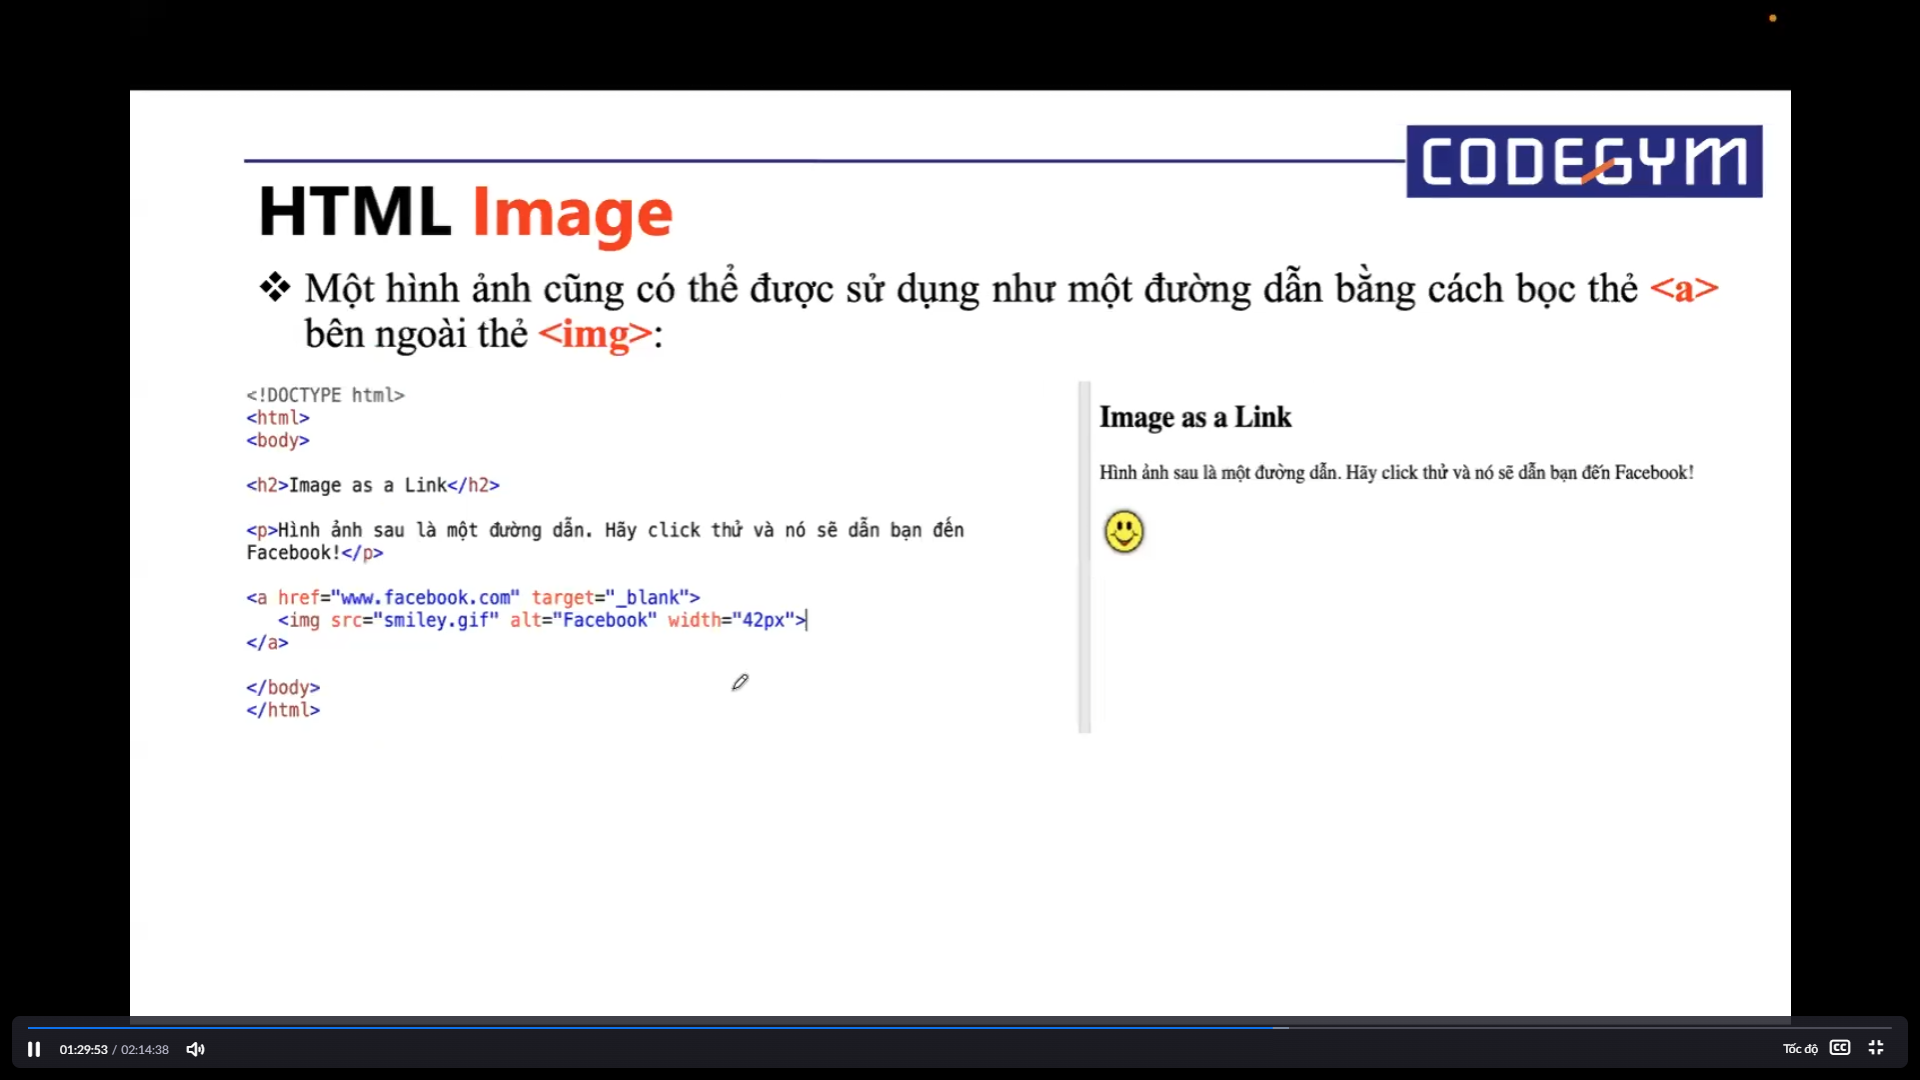 CODEGYM
HTML Image
❖ Một hình ảnh cũng có thể được sử dụng như một đường dẫn bằng cách bọc thẻ <a>
bên ngoài thẻ <img>:
<!DOCTYPE html>
<html>
<body>
<h2>Image as a Link</h2>
<p>Hình ảnh sau là một đường dẫn. Hãy click thử và nó sẽ dẫn bạn đến
Facebook!</p>
<a href="www.facebook.com" target="_blank">
<img src="smiley.gif" alt="Facebook" width="42px">
</a>
</body>
</html>
Image as a Link
Hình ảnh sau là một đường dẫn. Hãy click thử và nó sẽ dẫn bạn đến Facebook!
01:29:53 / 02:14:38
Tốc độ
CC